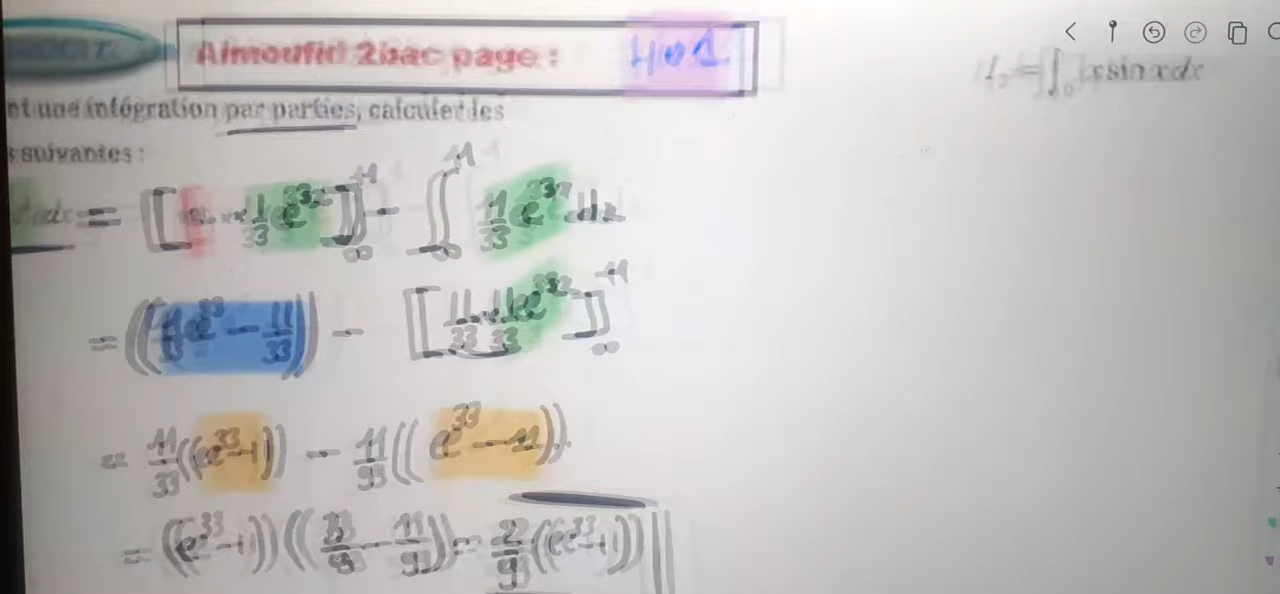 Almoufid 2bac page :
I₂ = ∫₀ x sin x dx
nt une intégration par parties, calculer les
s suivantes :
dx = [x × 1/3 e^{3x}]₀¹ - ∫₀¹ 1/3 e^{3x} dx
= (1/3 e³ - 1/3) - [1/3 × 1/3 e^{3x}]₀¹
= 1/3 (e³ - 1) - 1/9 (e³ - 1)
= (e³ - 1) (3/9 - 1/9) = 2/9 (e³ - 1)